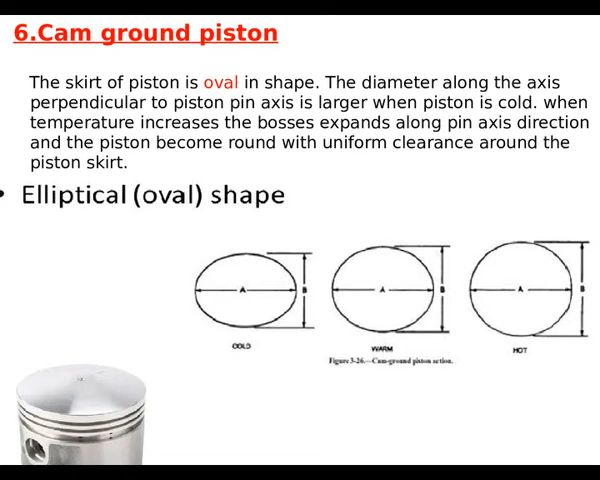 6.Cam ground piston
The skirt of piston is oval in shape. The diameter along the axis
perpendicular to piston pin axis is larger when piston is cold. when
temperature increases the bosses expands along pin axis direction
and the piston become round with uniform clearance around the
piston skirt.
• Elliptical (oval) shape
A B A B A B
COLD WARM HOT
Figure 3-26.—Cam-ground piston action.